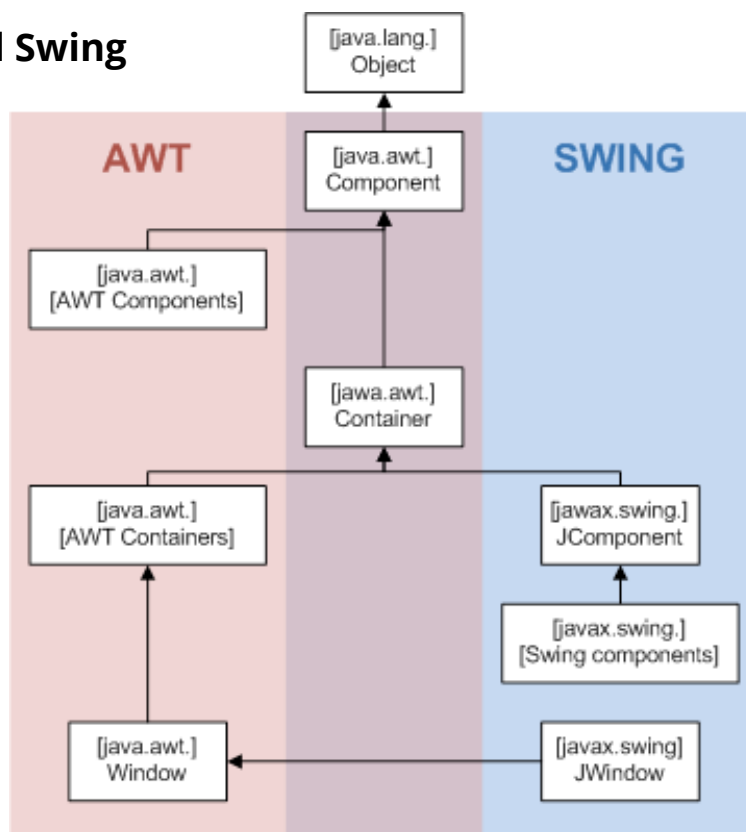 Swing
[java.lang.]
Object
AWT
SWING
[java.awt.]
Component
[java.awt.]
[AWT Components]
[jawa.awt.]
Container
[java.awt.]
[AWT Containers]
[jawax.swing.]
JComponent
[javax.swing.]
[Swing components]
[java.awt.]
Window
[javax.swing]
JWindow